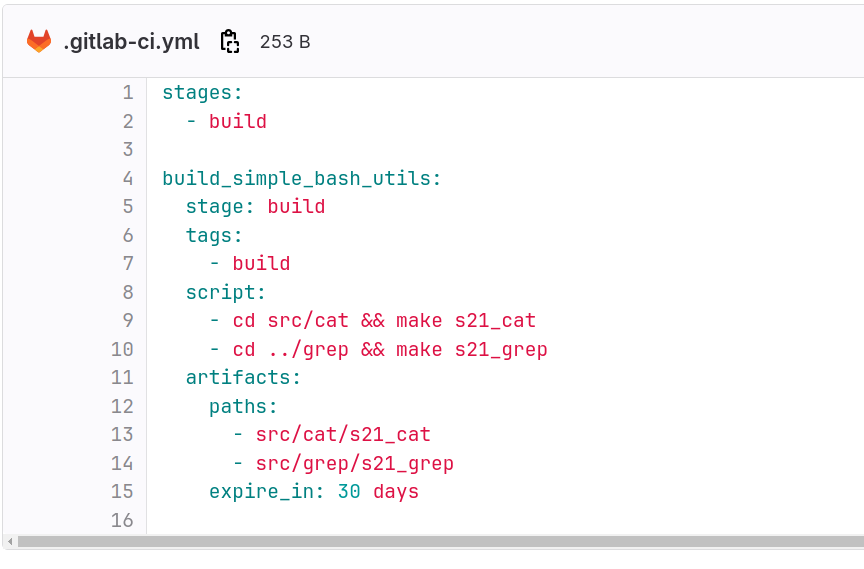 .gitlab-ci.yml 253 B
1 stages:
2   - build
3
4 build_simple_bash_utils:
5   stage: build
6   tags:
7     - build
8   script:
9     - cd src/cat && make s21_cat
10     - cd ../grep && make s21_grep
11   artifacts:
12     paths:
13       - src/cat/s21_cat
14       - src/grep/s21_grep
15     expire_in: 30 days
16